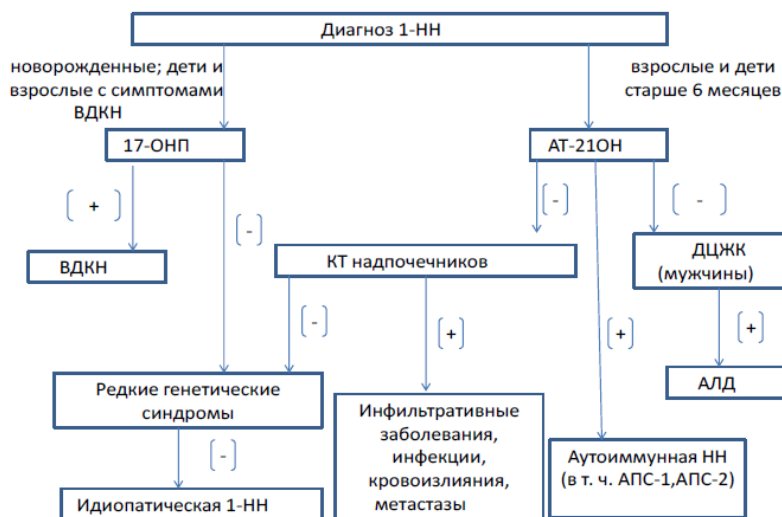 Диагноз 1-НН
новорожденные; дети и
взрослые с симптомами
ВДКН
взрослые и дети
старше 6 месяцев
17-ОНП
АТ-21ОН
( + )
(-)
(-)
( - )
ВДКН
КТ надпочечников
ДЦЖК
(мужчины)
(-)
(+)
(+)
(+)
Редкие генетические
синдромы
АЛД
Инфильтративные
заболевания,
инфекции,
кровоизлияния,
метастазы
Аутоиммунная НН
(в т. ч. АПС-1,АПС-2)
(-)
Идиопатическая 1-НН